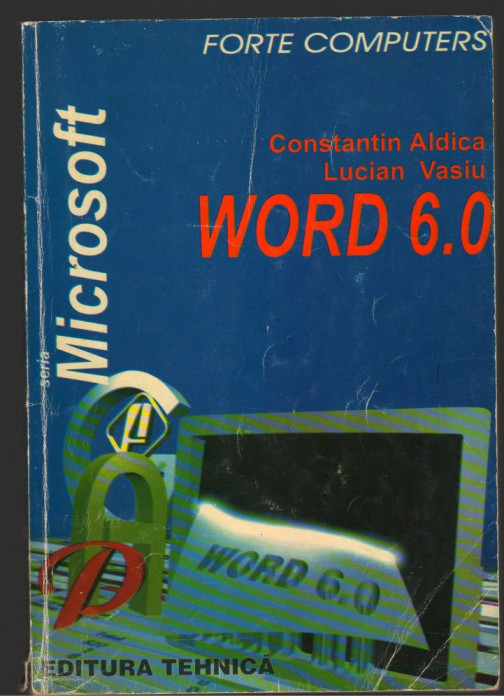 FORTE COMPUTERS
Constantin Aldica
Lucian Vasiu
WORD 6.0
seria
Microsoft
WORD 6.0
EDITURA TEHNICĂ